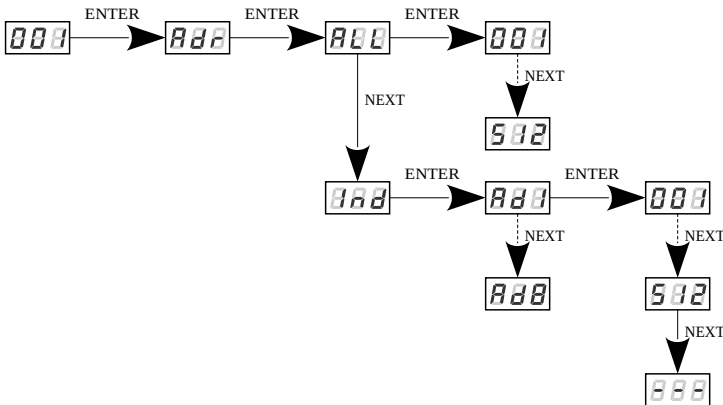 ENTER ENTER ENTER
001 Adr ALL 001
NEXT
NEXT
512
ENTER ENTER
Ind Ad1 001
NEXT NEXT
Ad8 512
NEXT
---